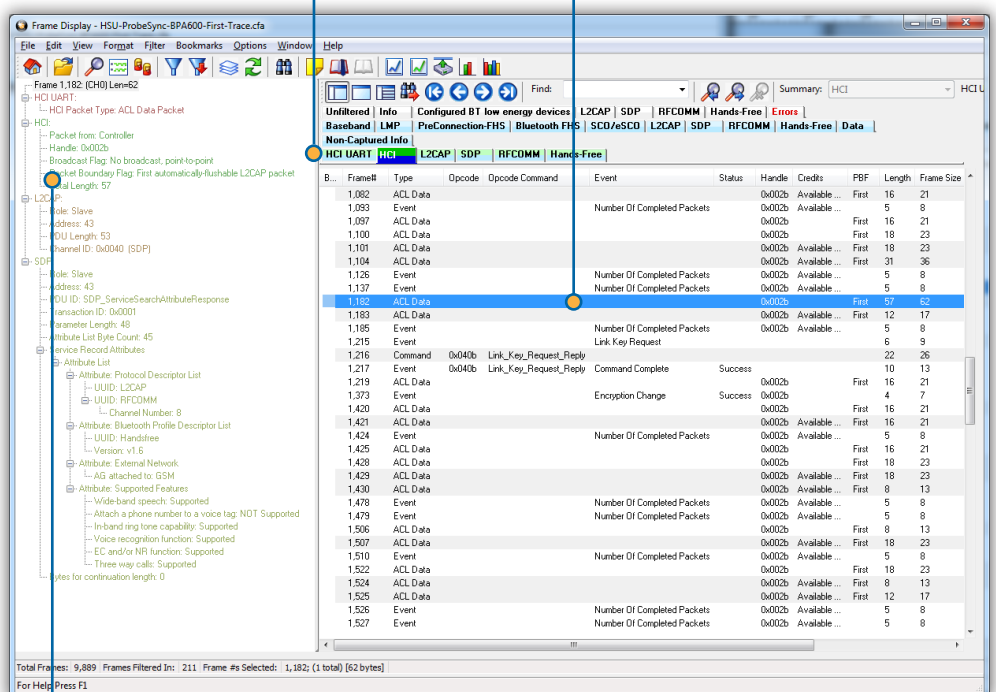 Frame Display - HSU-ProbeSync-BPA600-First-Trace.cfa
File Edit View Format Filter Bookmarks Options Window Help
Find: Summary: HCI HCI U
Unfiltered Info Configured BT low energy devices L2CAP SDP RFCOMM Hands-Free Errors
Baseband LMP PreConnection-FHS Bluetooth FHS SCO/eSCO L2CAP SDP RFCOMM Hands-Free Data
Non-Captured Info
HCI UART HCI L2CAP SDP RFCOMM Hands-Free
Frame 1,182: (CH0) Len=62
HCI UART:
HCI Packet Type: ACL Data Packet
HCI:
Packet from: Controller
Handle: 0x002b
Broadcast Flag: No broadcast, point-to-point
Packet Boundary Flag: First automatically-flushable L2CAP packet
Total Length: 57
L2CAP:
Role: Slave
Address: 43
PDU Length: 53
Channel ID: 0x0040 (SDP)
SDP:
Role: Slave
Address: 43
PDU ID: SDP_ServiceSearchAttributeResponse
Transaction ID: 0x0001
Parameter Length: 48
Attribute List Byte Count: 45
Service Record Attributes
Attribute List
Attribute: Protocol Descriptor List
UUID: L2CAP
UUID: RFCOMM
Channel Number: 8
Attribute: Bluetooth Profile Descriptor List
UUID: Handsfree
Version: v1.6
Attribute: External Network
AG attached to: GSM
Attribute: Supported Features
Wide-band speech: Supported
Attach a phone number to a voice tag: NOT Supported
In-band ring tone capability: Supported
Voice recognition function: Supported
EC and/or NR function: Supported
Three way calls: Supported
Bytes for continuation length: 0
B... Frame# Type Opcode Opcode Command Event Status Handle Credits PBF Length Frame Size
1,082 ACL Data 0x002b Available ... First 16 21
1,093 Event Number Of Completed Packets 0x002b Available ... 5 8
1,097 ACL Data 0x002b First 16 21
1,100 ACL Data 0x002b First 18 23
1,101 ACL Data 0x002b Available ... First 18 23
1,104 ACL Data 0x002b Available ... First 31 36
1,126 Event Number Of Completed Packets 0x002b Available ... 5 8
1,137 Event Number Of Completed Packets 0x002b Available ... 5 8
1,182 ACL Data 0x002b First 57 62
1,183 ACL Data 0x002b Available ... First 12 17
1,185 Event Number Of Completed Packets 0x002b Available ... 5 8
1,215 Event Link Key Request 6 9
1,216 Command 0x040b Link_Key_Request_Reply 22 26
1,217 Event 0x040b Link_Key_Request_Reply Command Complete Success 10 13
1,219 ACL Data 0x002b First 16 21
1,373 Event Encryption Change Success 0x002b 4 7
1,420 ACL Data 0x002b First 16 21
1,421 ACL Data 0x002b Available ... First 16 21
1,424 Event Number Of Completed Packets 0x002b Available ... 5 8
1,425 ACL Data 0x002b First 16 21
1,428 ACL Data 0x002b First 18 23
1,429 ACL Data 0x002b Available ... First 18 23
1,430 ACL Data 0x002b Available ... First 8 13
1,478 Event Number Of Completed Packets 0x002b Available ... 5 8
1,479 Event Number Of Completed Packets 0x002b Available ... 5 8
1,506 ACL Data 0x002b First 8 13
1,507 ACL Data 0x002b Available ... First 18 23
1,510 Event Number Of Completed Packets 0x002b Available ... 5 8
1,522 ACL Data 0x002b First 18 23
1,524 ACL Data 0x002b Available ... First 8 13
1,525 ACL Data 0x002b Available ... First 12 17
1,526 Event Number Of Completed Packets 0x002b Available ... 5 8
1,527 Event Number Of Completed Packets 0x002b Available ... 5 8
Total Frames: 9,889 Frames Filtered In: 211 Frame #s Selected: 1,182; (1 total) [62 bytes]
For Help Press F1